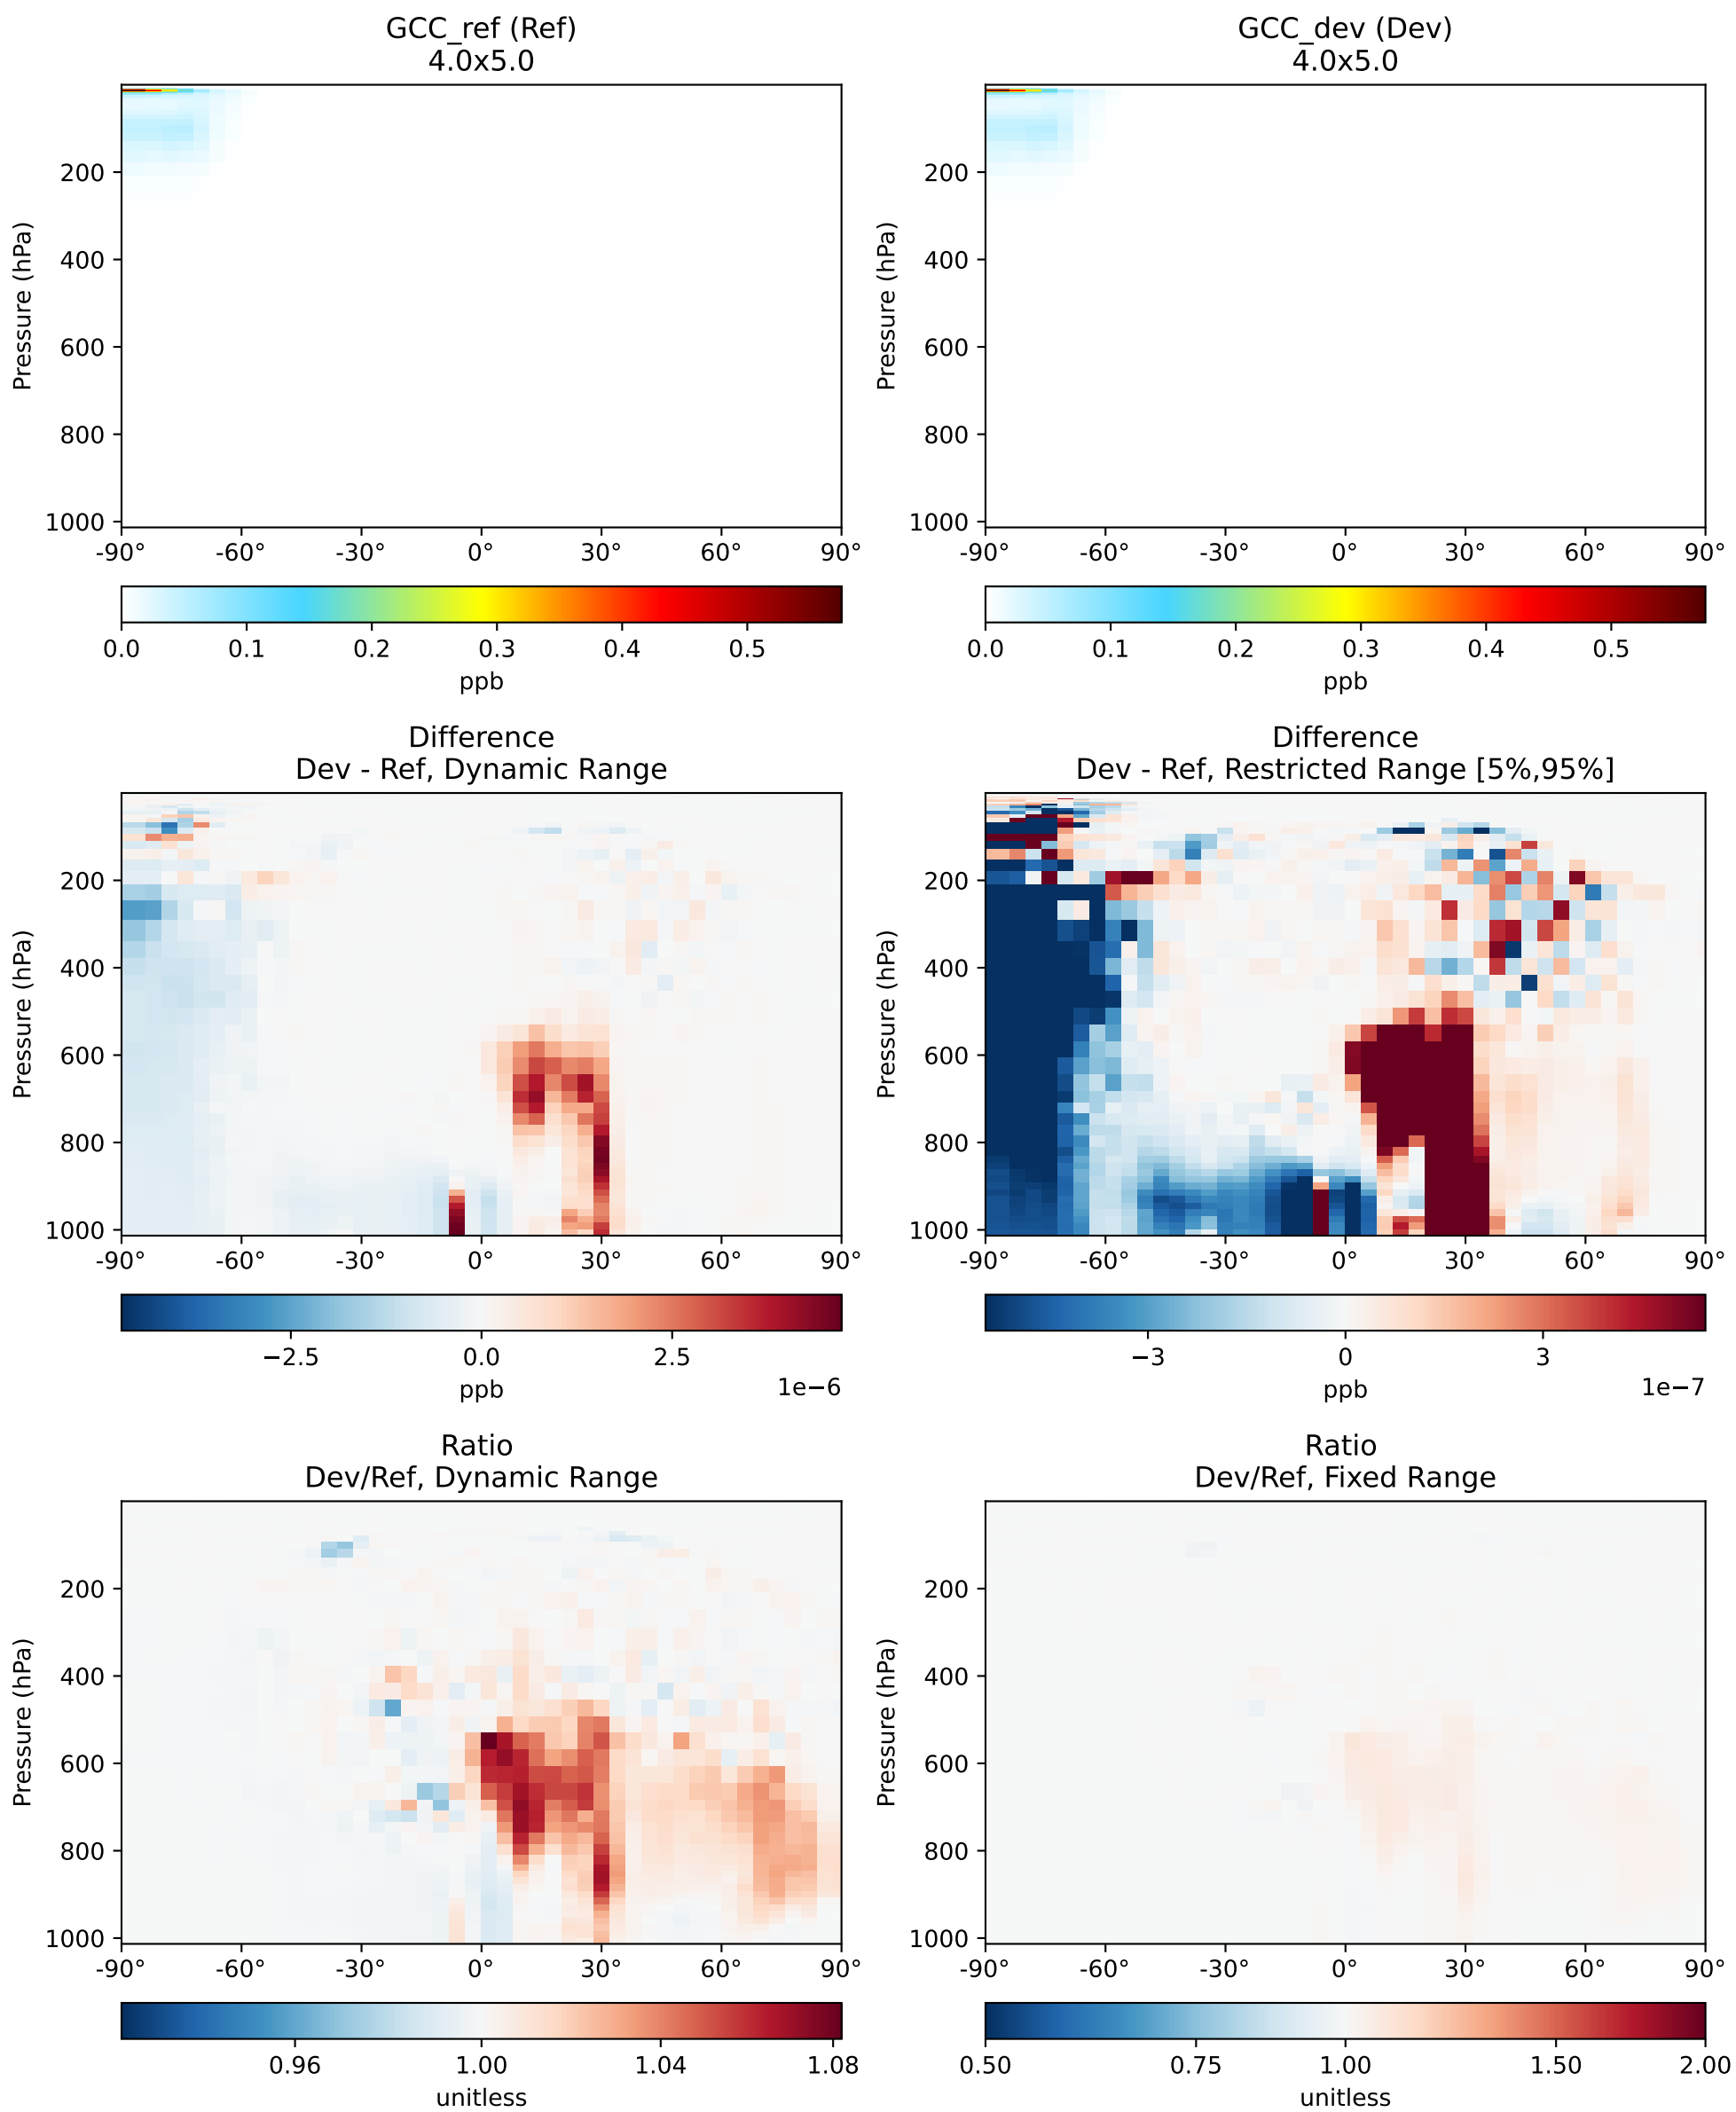 GCC_ref (Ref)
4.0x5.0
GCC_dev (Dev)
4.0x5.0
Pressure (hPa)
200
400
600
800
1000
-90° -60° -30° 0° 30° 60° 90°
0.0 0.1 0.2 0.3 0.4 0.5
ppb
Pressure (hPa)
200
400
600
800
1000
-90° -60° -30° 0° 30° 60° 90°
0.0 0.1 0.2 0.3 0.4 0.5
ppb
Difference
Dev - Ref, Dynamic Range
Difference
Dev - Ref, Restricted Range [5%,95%]
Pressure (hPa)
200
400
600
800
1000
-90° -60° -30° 0° 30° 60° 90°
−2.5 0.0 2.5
ppb
1e−6
Pressure (hPa)
200
400
600
800
1000
-90° -60° -30° 0° 30° 60° 90°
−3 0 3
ppb
1e−7
Ratio
Dev/Ref, Dynamic Range
Ratio
Dev/Ref, Fixed Range
Pressure (hPa)
200
400
600
800
1000
-90° -60° -30° 0° 30° 60° 90°
0.96 1.00 1.04 1.08
unitless
Pressure (hPa)
200
400
600
800
1000
-90° -60° -30° 0° 30° 60° 90°
0.50 0.75 1.00 1.50 2.00
unitless